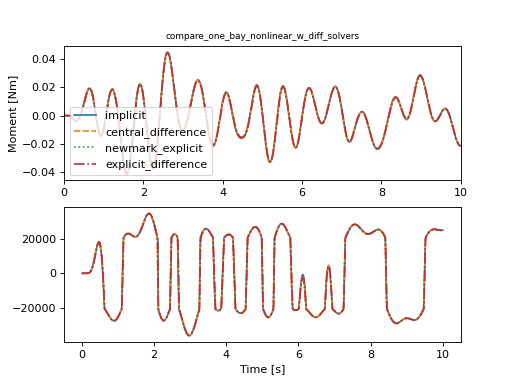 compare_one_bay_nonlinear_w_diff_solvers
Moment [Nm]
0.04
0.02
0.00
−0.02
−0.04
implicit
central_difference
newmark_explicit
explicit_difference
0 2 4 6 8 10
20000
0
−20000
0 2 4 6 8 10
Time [s]